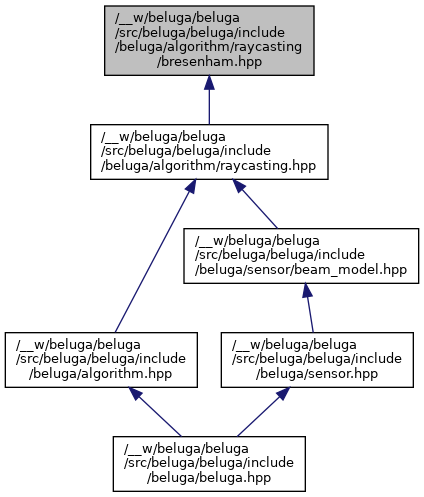 /__w/beluga/beluga
/src/beluga/beluga/include
/beluga/algorithm/raycasting
/bresenham.hpp
/__w/beluga/beluga
/src/beluga/beluga/include
/beluga/algorithm/raycasting.hpp
/__w/beluga/beluga
/src/beluga/beluga/include
/beluga/sensor/beam_model.hpp
/__w/beluga/beluga
/src/beluga/beluga/include
/beluga/algorithm.hpp
/__w/beluga/beluga
/src/beluga/beluga/include
/beluga/sensor.hpp
/__w/beluga/beluga
/src/beluga/beluga/include
/beluga/beluga.hpp